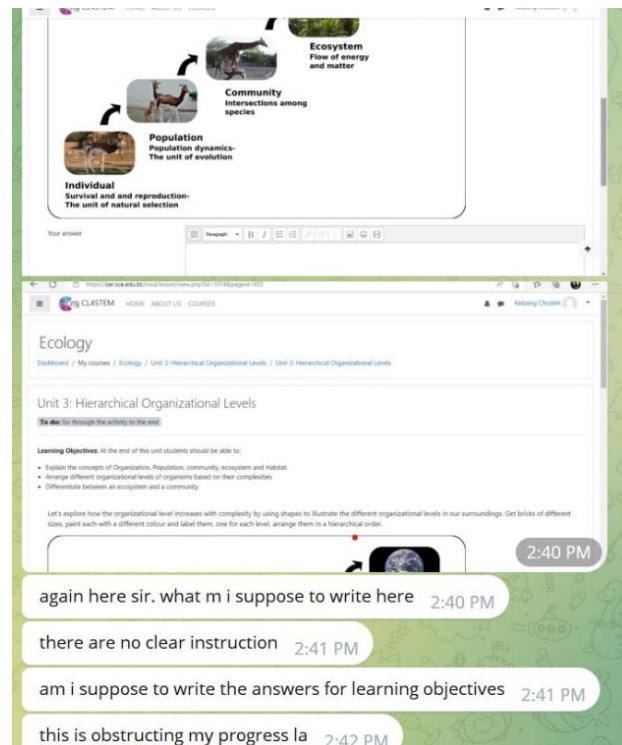 CL4STEM HOME ABOUT US COURSES
Kelzang Choden
Ecosystem
Flow of energy
and matter
Community
Intersections among
species
Population
Population dynamics-
The unit of evolution
Individual
Survival and and reproduction-
The unit of natural selection
Your answer
Paragraph
B I
CL4STEM HOME ABOUT US COURSES
Kelzang Choden
Ecology
Dashboard / My courses / Ecology / Unit 3: Hierarchical Organizational Levels / Unit 3: Hierarchical Organizational Levels
Unit 3: Hierarchical Organizational Levels
To do: Go through the activity to the end
Learning Objectives: At the end of this unit students should be able to:
• Explain the concepts of Organization, Population, community, ecosystem and Habitat.
• Arrange different organizational levels of organisms based on their complexities
• Differentiate between an ecosystem and a community
Let's explore how the organizational level increases with complexity by using shapes to illustrate the different organizational levels in our surroundings. Get bricks of different
sizes, paint each with a different colour and label them, one for each level, arrange them in a hierarchical order.
2:40 PM
again here sir. what m i suppose to write here 2:40 PM
there are no clear instruction 2:41 PM
am i suppose to write the answers for learning objectives 2:41 PM
this is obstructing my progress la 2:42 PM